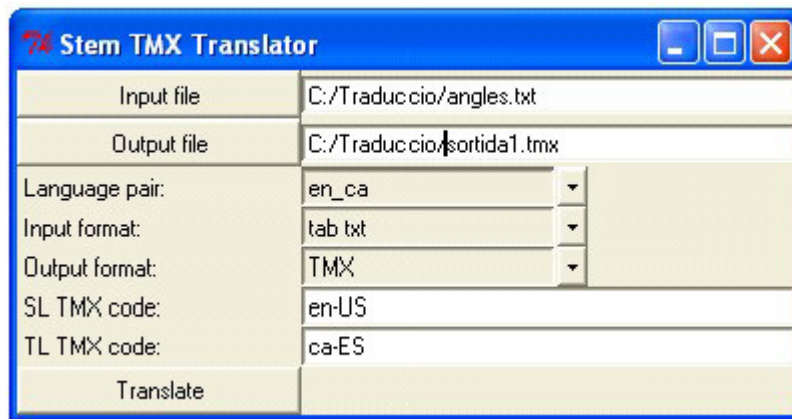 Stem TMX Translator
Input file C:/Traduccio/angles.txt
Output file C:/Traduccio/sortida1.tmx
Language pair: en_ca
Input format: tab txt
Output format: TMX
SL TMX code: en-US
TL TMX code: ca-ES
Translate